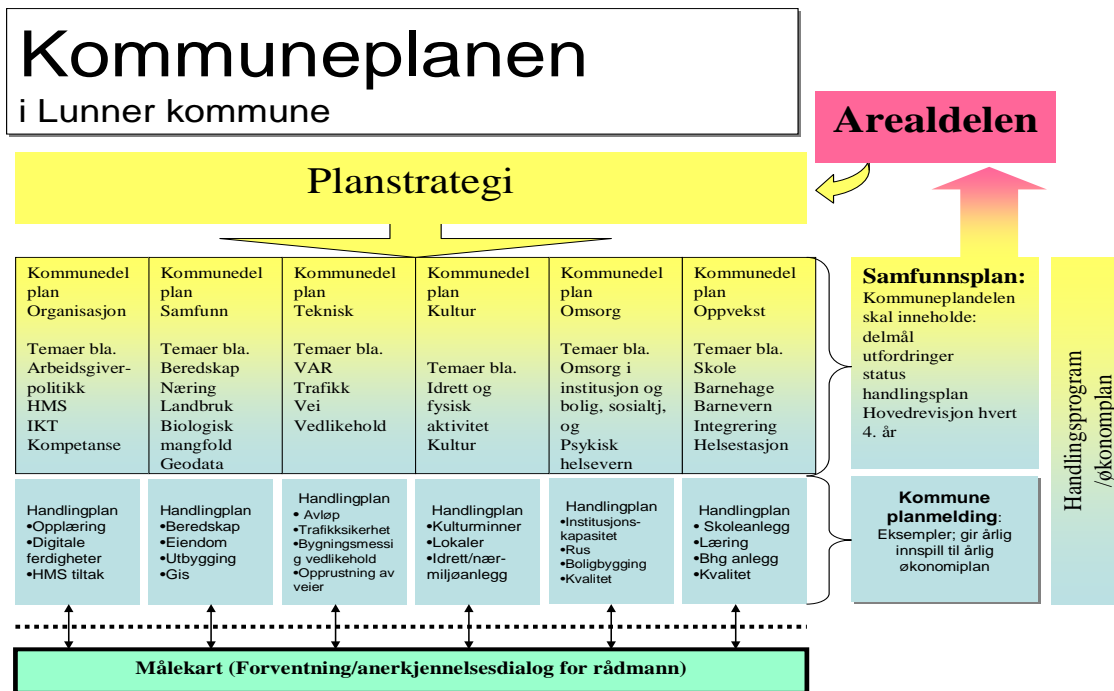 Kommuneplanen
i Lunner kommune
Arealdelen
Planstrategi
Kommunedel
plan
Organisasjon
Temaer bla.
Arbeidsgiver-
politikk
HMS
IKT
Kompetanse
Kommunedel
plan
Samfunn
Temaer bla.
Beredskap
Næring
Landbruk
Biologisk
mangfold
Geodata
Kommunedel
plan
Teknisk
Temaer bla.
VAR
Trafikk
Vei
Vedlikehold
Kommunedel
plan
Kultur
Temaer bla.
Idrett og
fysisk
aktivitet
Kultur
Kommunedel
plan
Omsorg
Temaer bla.
Omsorg i
institusjon og
bolig, sosialtj,
og
Psykisk
helsevern
Kommunedel
plan
Oppvekst
Temaer bla.
Skole
Barnehage
Barnevern
Integrering
Helsestasjon
Samfunnsplan:
Kommuneplandelen
skal inneholde:
delmål
utfordringer
status
handlingsplan
Hovedrevisjon hvert
4. år
Handlingsprogram
/økonomplan
Handlingplan
•Opplæring
•Digitale
ferdigheter
•HMS tiltak
Handlingplan
•Beredskap
•Eiendom
•Utbygging
•Gis
Handlingplan
• Avløp
•Trafikksikerhet
•Bygningsmessi
g vedlikehold
•Opprustning av
veier
Handlingplan
•Kulturminner
•Lokaler
•Idrett/nær-
miljøanlegg
Handlingplan
•Institusjons-
kapasitet
•Rus
•Boligbygging
•Kvalitet
Handlingplan
• Skoleanlegg
•Læring
•Bhg anlegg
•Kvalitet
Kommune
planmelding:
Eksempler; gir årlig
innspill til årlig
økonomiplan
Målekart (Forventning/anerkjennelsesdialog for rådmann)